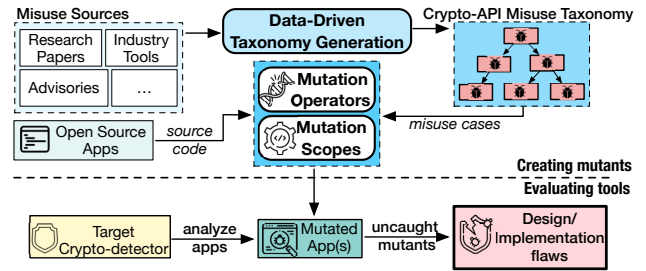 Misuse Sources
Research
Papers
Industry
Tools
Advisories
...
Data-Driven
Taxonomy Generation
Crypto-API Misuse Taxonomy
Mutation
Operators
Mutation
Scopes
Open Source
Apps
source
code
misuse cases
Creating mutants
Evaluating tools
Target
Crypto-detector
analyze
apps
Mutated
App(s)
uncaught
mutants
Design/
Implementation
flaws